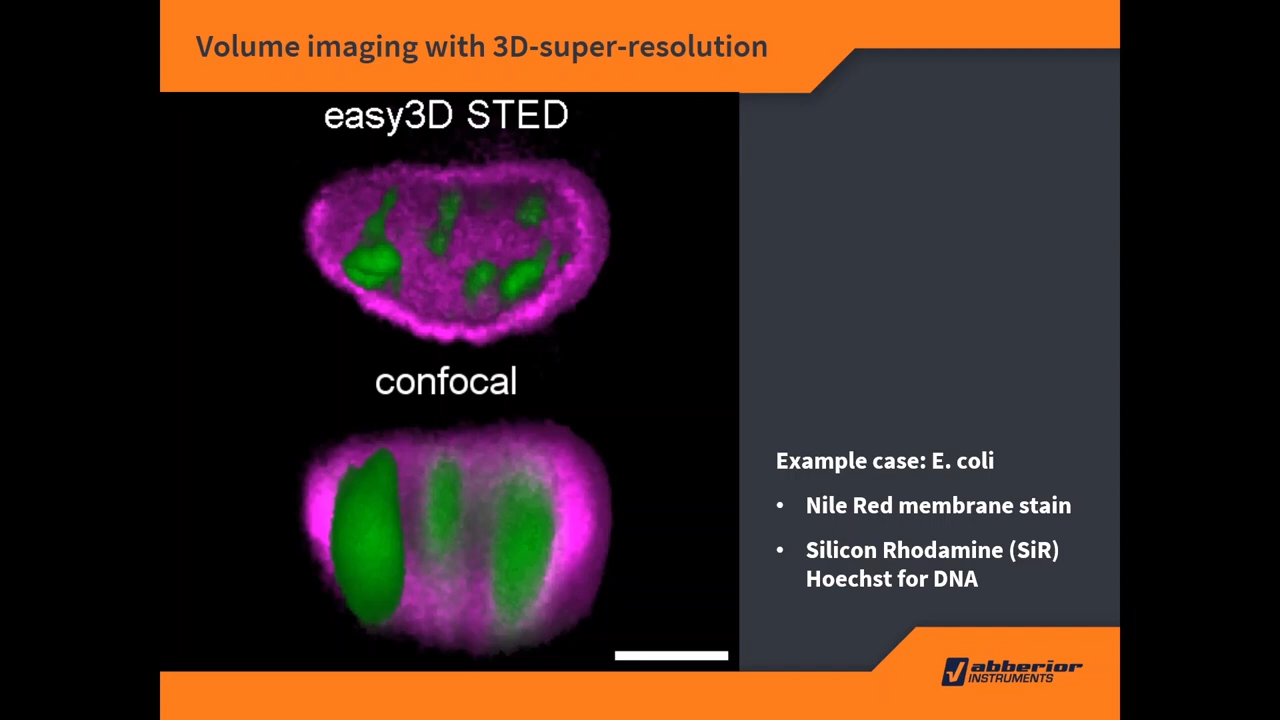 Volume imaging with 3D-super-resolution
easy3D STED
confocal
Example case: E. coli
• Nile Red membrane stain
• Silicon Rhodamine (SiR)
Hoechst for DNA
abberior
INSTRUMENTS